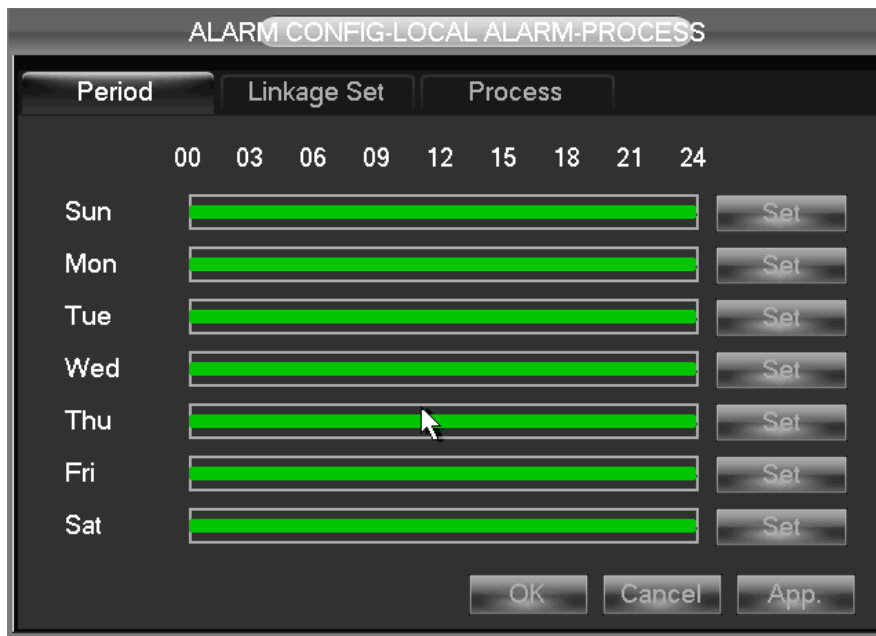 ALARM CONFIG-LOCAL ALARM-PROCESS
Period Linkage Set Process
00 03 06 09 12 15 18 21 24
Sun Set
Mon Set
Tue Set
Wed Set
Thu Set
Fri Set
Sat Set
OK Cancel App.